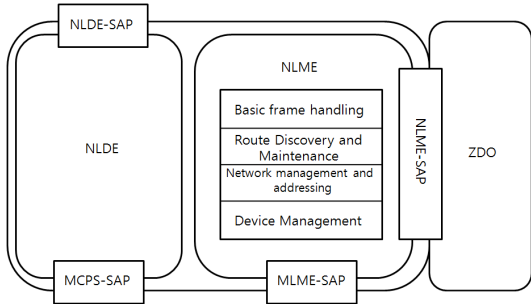 NLDE-SAP
NLDE
MCPS-SAP
NLME
Basic frame handling
Route Discovery and
Maintenance
Network management and
addressing
Device Management
MLME-SAP
NLME-SAP
ZDO